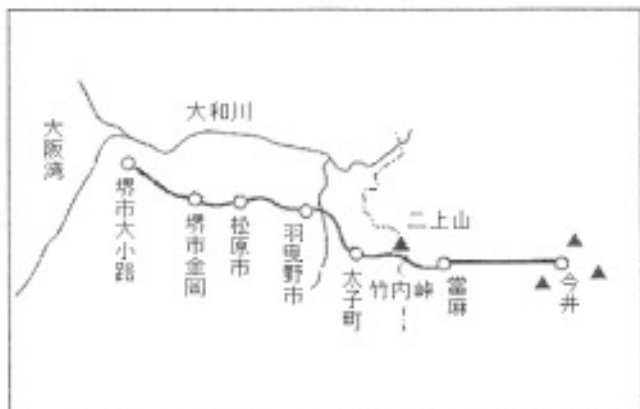 大和川
大阪湾
堺市大小路
堺市金岡
松原市
羽曳野市
太子町
二上山
竹内峠
當麻
今井